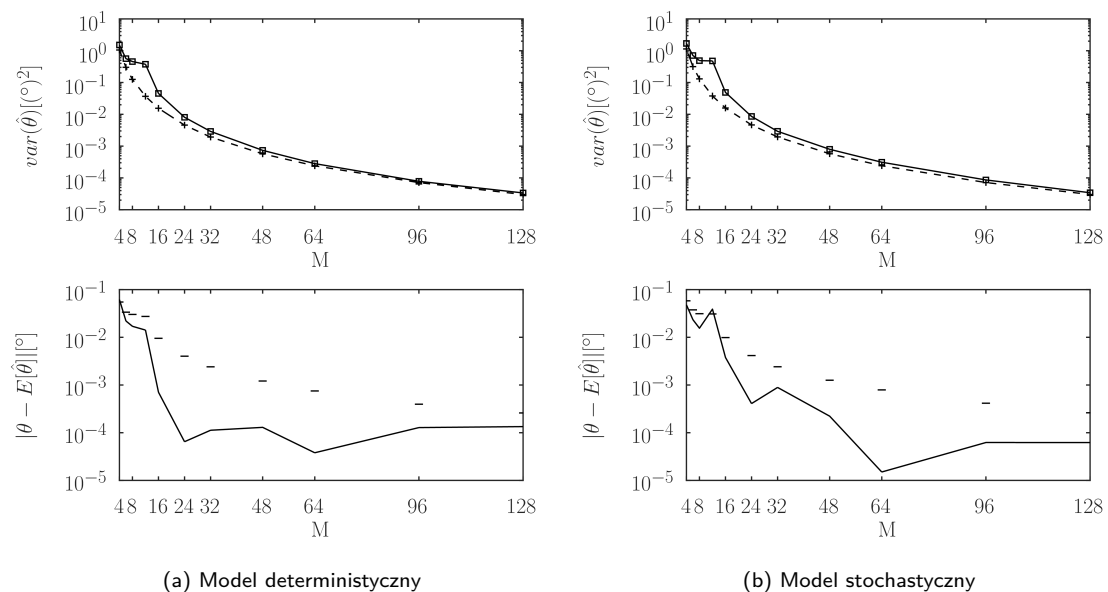 10^1
10^0
10^{-1}
10^{-2}
10^{-3}
10^{-4}
10^{-5}
var(θ̂)[(°)^2]
4 8 16 24 32 48 64 96 128
M
10^{-1}
10^{-2}
10^{-3}
10^{-4}
10^{-5}
|θ − E[θ̂]|[°]
4 8 16 24 32 48 64 96 128
M
(a) Model deterministyczny
10^1
10^0
10^{-1}
10^{-2}
10^{-3}
10^{-4}
10^{-5}
var(θ̂)[(°)^2]
4 8 16 24 32 48 64 96 128
M
10^{-1}
10^{-2}
10^{-3}
10^{-4}
10^{-5}
|θ − E[θ̂]|[°]
4 8 16 24 32 48 64 96 128
M
(b) Model stochastyczny